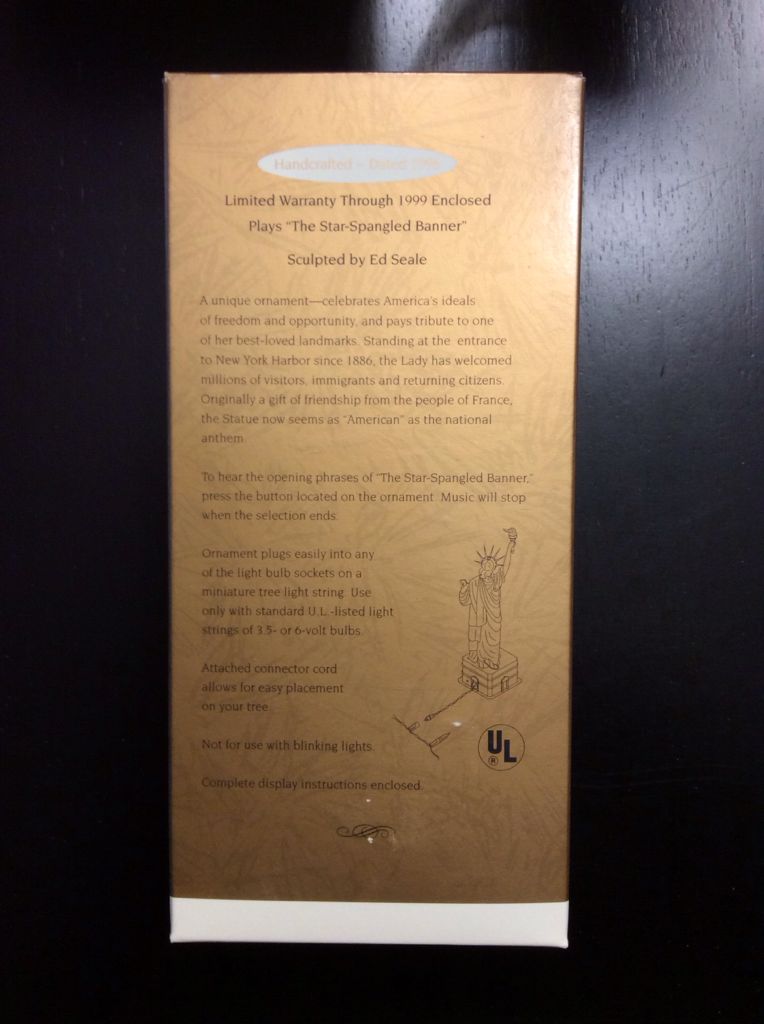 Handcrafted – Dated 1996
Limited Warranty Through 1999 Enclosed
Plays "The Star-Spangled Banner"
Sculpted by Ed Seale
A unique ornament—celebrates America's ideals
of freedom and opportunity, and pays tribute to one
of her best-loved landmarks. Standing at the entrance
to New York Harbor since 1886, the Lady has welcomed
millions of visitors, immigrants and returning citizens.
Originally a gift of friendship from the people of France,
the Statue now seems as "American" as the national
anthem.
To hear the opening phrases of "The Star-Spangled Banner,"
press the button located on the ornament. Music will stop
when the selection ends.
Ornament plugs easily into any
of the light bulb sockets on a
miniature tree light string. Use
only with standard U.L.-listed light
strings of 3.5- or 6-volt bulbs.
Attached connector cord
allows for easy placement
on your tree.
Not for use with blinking lights.
UL
®
Complete display instructions enclosed.